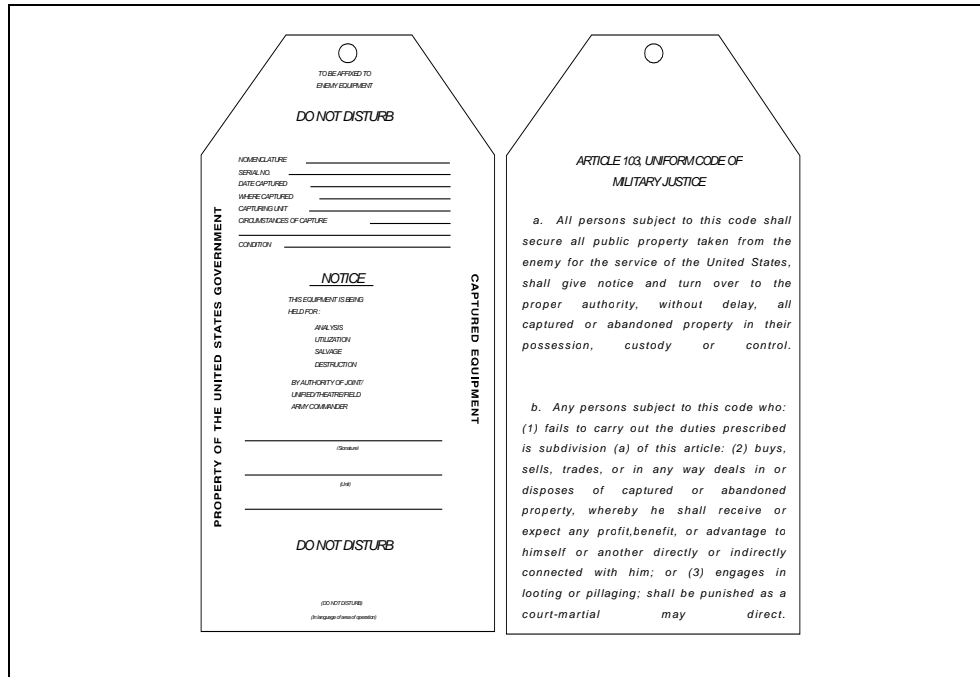 TO BE AFFIXED TO
ENEMY EQUIPMENT
DO NOT DISTURB
NOMENCLATURE
SERIAL NO.
DATE CAPTURED
WHERE CAPTURED
CAPTURING UNIT
CIRCUMSTANCES OF CAPTURE
CONDITION
PROPERTY OF THE UNITED STATES GOVERNMENT
CAPTURED EQUIPMENT
NOTICE
THIS EQUIPMENT IS BEING
HELD FOR :
ANALYSIS
UTILIZATION
SALVAGE
DESTRUCTION
BY AUTHORITY OF JOINT/
UNIFIED/THEATRE/FIELD
ARMY COMMANDER
(Signature)
(Unit)
DO NOT DISTURB
(DO NOT DISTURB)
(In language of area of operation)
ARTICLE 103, UNIFORM CODE OF
MILITARY JUSTICE
a. All persons subject to this code shall
secure all public property taken from the
enemy for the service of the United States,
shall give notice and turn over to the
proper authority, without delay, all
captured or abandoned property in their
possession, custody or control.
b. Any persons subject to this code who:
(1) fails to carry out the duties prescribed
is subdivision (a) of this article: (2) buys,
sells, trades, or in any way deals in or
disposes of captured or abandoned
property, whereby he shall receive or
expect any profit,benefit, or advantage to
himself or another directly or indirectly
connected with him; or (3) engages in
looting or pillaging; shall be punished as a
court-martial may direct.